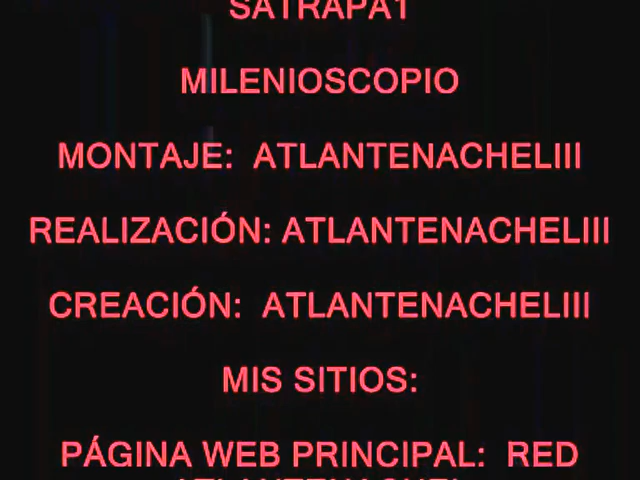 SATRAPA1
MILENIOSCOPIO
MONTAJE: ATLANTENACHELIII
REALIZACIÓN: ATLANTENACHELIII
CREACIÓN: ATLANTENACHELIII
MIS SITIOS:
PÁGINA WEB PRINCIPAL: RED